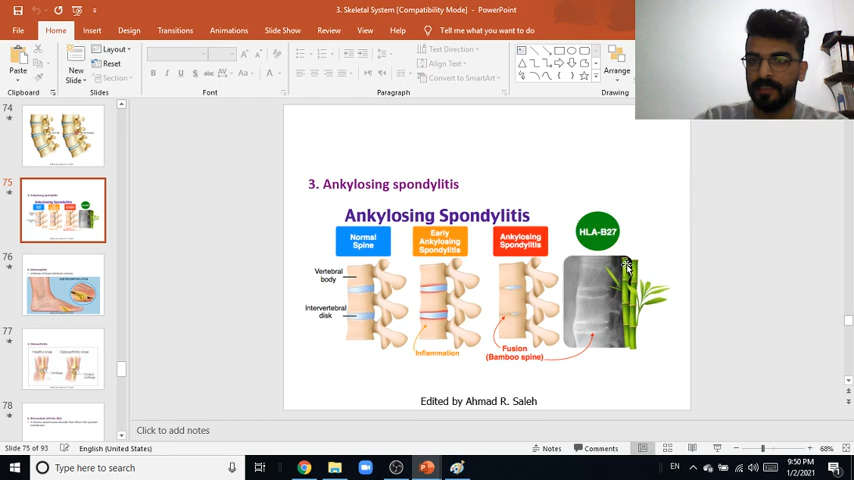 3. Skeletal System [Compatibility Mode] - PowerPoint
File Home Insert Design Transitions Animations Slide Show Review View Help Tell me what you want to do
Paste
New
Slide
Layout
Reset
Section
Text Direction
Align Text
Convert to SmartArt
Arrange
Clipboard
Slides
Font
Paragraph
Drawing
74
75
76
77
78
3. Ankylosing spondylitis
Ankylosing Spondylitis
Normal
Spine
Early
Ankylosing
Spondylitis
Ankylosing
Spondylitis
HLA-B27
Vertebral
body
Intervertebral
disk
Inflammation
Fusion
(Bamboo spine)
Edited by Ahmad R. Saleh
Click to add notes
Slide 75 of 93 English (United States) Notes Comments 68%
Type here to search
EN
9:50 PM
1/2/2021